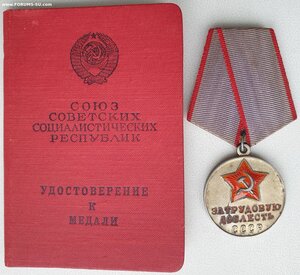 www.FORUMS-SU.com
СОЮЗ
СОВЕТСКИХ
СОЦИАЛИСТИЧЕСКИХ
РЕСПУБЛИК
УДОСТОВЕРЕНИЕ
К
МЕДАЛИ
ЗА ТРУДОВУЮ
ДОБЛЕСТЬ
СССР